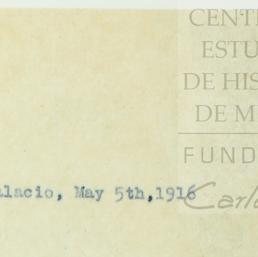 CENT
ESTU
DE HIS
DE M
FUND
Carlo
alacio, May 5th,1916